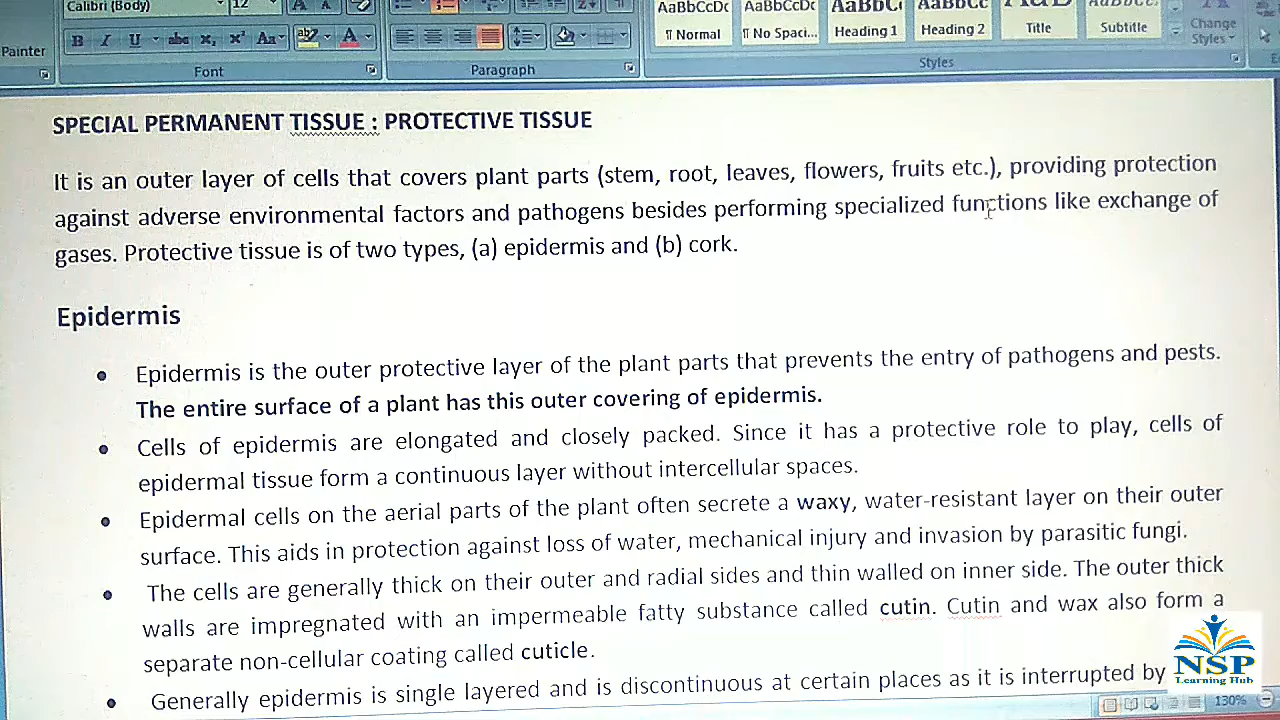 Calibri (Body) 12
AaBbCcDc AaBbCcDc AaBbC AaBbCc AaB AaBbCc
B I U abc x₂ x² Aa ab A
¶ Normal ¶ No Spaci... Heading 1 Heading 2 Title Subtitle Change Styles
Painter
Font Paragraph Styles
SPECIAL PERMANENT TISSUE : PROTECTIVE TISSUE
It is an outer layer of cells that covers plant parts (stem, root, leaves, flowers, fruits etc.), providing protection
against adverse environmental factors and pathogens besides performing specialized functions like exchange of
gases. Protective tissue is of two types, (a) epidermis and (b) cork.
Epidermis
• Epidermis is the outer protective layer of the plant parts that prevents the entry of pathogens and pests.
The entire surface of a plant has this outer covering of epidermis.
• Cells of epidermis are elongated and closely packed. Since it has a protective role to play, cells of
epidermal tissue form a continuous layer without intercellular spaces.
• Epidermal cells on the aerial parts of the plant often secrete a waxy, water-resistant layer on their outer
surface. This aids in protection against loss of water, mechanical injury and invasion by parasitic fungi.
• The cells are generally thick on their outer and radial sides and thin walled on inner side. The outer thick
walls are impregnated with an impermeable fatty substance called cutin. Cutin and wax also form a
separate non-cellular coating called cuticle.
• Generally epidermis is single layered and is discontinuous at certain places as it is interrupted by
NSP
Learning Hub
130%